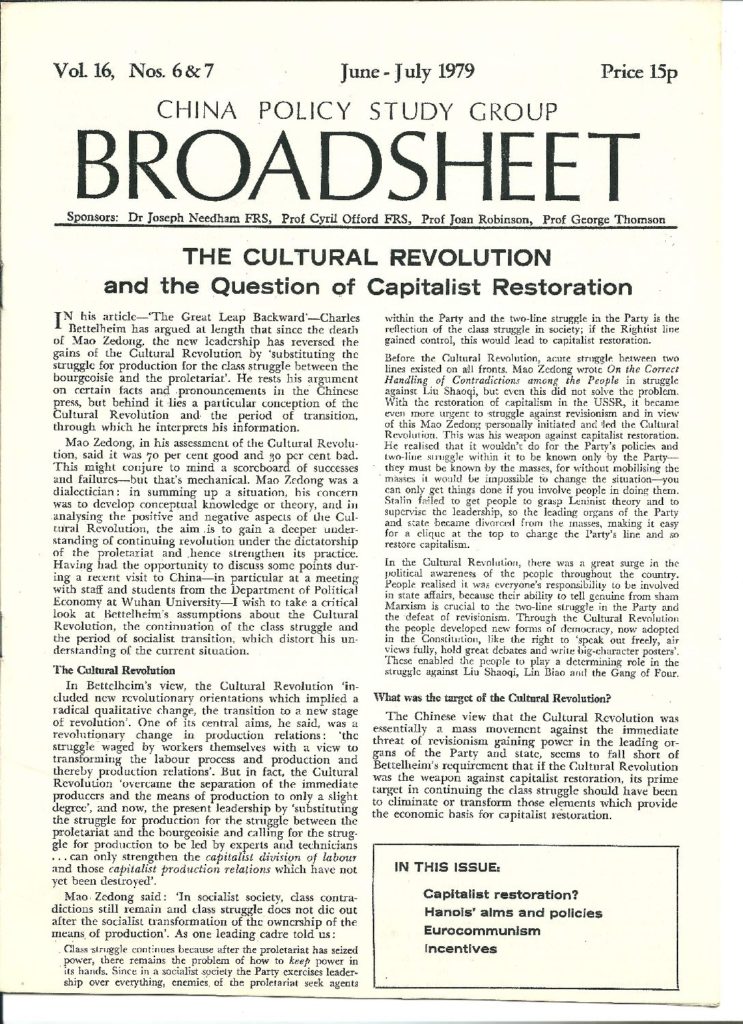 Vol. 16, Nos. 6 & 7 June - July 1979 Price 15p
CHINA POLICY STUDY GROUP
BROADSHEET
Sponsors: Dr Joseph Needham FRS, Prof Cyril Offord FRS, Prof Joan Robinson, Prof George Thomson
THE CULTURAL REVOLUTION
and the Question of Capitalist Restoration
IN his article—'The Great Leap Backward'—Charles
Bettelheim has argued at length that since the death
of Mao Zedong, the new leadership has reversed the
gains of the Cultural Revolution by 'substituting the
struggle for production for the class struggle between the
bourgeoisie and the proletariat'. He rests his argument
on certain facts and pronouncements in the Chinese
press, but behind it lies a particular conception of the
Cultural Revolution and the period of transition,
through which he interprets his information.
Mao Zedong, in his assessment of the Cultural Revolu-
tion, said it was 70 per cent good and 30 per cent bad.
This might conjure to mind a scoreboard of successes
and failures—but that's mechanical. Mao Zedong was a
dialectician: in summing up a situation, his concern
was to develop conceptual knowledge or theory, and in
analysing the positive and negative aspects of the Cul-
tural Revolution, the aim is to gain a deeper under-
standing of continuing revolution under the dictatorship
of the proletariat and hence strengthen its practice.
Having had the opportunity to discuss some points dur-
ing a recent visit to China—in particular at a meeting
with staff and students from the Department of Political
Economy at Wuhan University—I wish to take a critical
look at Bettelheim's assumptions about the Cultural
Revolution, the continuation of the class struggle and
the period of socialist transition, which distort his un-
derstanding of the current situation.
The Cultural Revolution
In Bettelheim's view, the Cultural Revolution 'in-
cluded new revolutionary orientations which implied a
radical qualitative change, the transition to a new stage
of revolution'. One of its central aims, he said, was a
revolutionary change in production relations: 'the
struggle waged by workers themselves with a view to
transforming the labour process and production and
thereby production relations'. But in fact, the Cultural
Revolution 'overcame the separation of the immediate
producers and the means of production to only a slight
degree', and now, the present leadership by 'substituting
the struggle for production for the struggle between the
proletariat and the bourgeoisie and calling for the strug-
gle for production to be led by experts and technicians
. . . can only strengthen the capitalist division of labour
and those capitalist production relations which have not
yet been destroyed'.
Mao Zedong said: 'In socialist society, class contra-
dictions still remain and class struggle does not die out
after the socialist transformation of the ownership of the
means of production'. As one leading cadre told us:
Class struggle continues because after the proletariat has seized
power, there remains the problem of how to keep power in
its hands. Since in a socialist society the Party exercises leader-
ship over everything, enemies of the proletariat seek agents
within the Party and the two-line struggle in the Party is the
reflection of the class struggle in society; if the Rightist line
gained control, this would lead to capitalist restoration.
Before the Cultural Revolution, acute struggle between two
lines existed on all fronts. Mao Zedong wrote On the Correct
Handling of Contradictions among the People in struggle
against Liu Shaoqi, but even this did not solve the problem.
With the restoration of capitalism in the USSR, it became
even more urgent to struggle against revisionism and in view
of this Mao Zedong personally initiated and led the Cultural
Revolution. This was his weapon against capitalist restoration.
He realised that it wouldn't do for the Party's policies and
two-line struggle within it to be known only by the Party—
they must be known by the masses, for without mobilising the
masses it would be impossible to change the situation—you
can only get things done if you involve people in doing them.
Stalin failed to get people to grasp Leninist theory and to
supervise the leadership, so the leading organs of the Party
and state became divorced from the masses, making it easy
for a clique at the top to change the Party's line and so
restore capitalism.
In the Cultural Revolution, there was a great surge in the
political awareness of the people throughout the country.
People realised it was everyone's responsibility to be involved
in state affairs, because their ability to tell genuine from sham
Marxism is crucial to the two-line struggle in the Party and
the defeat of revisionism. Through the Cultural Revolution
the people developed new forms of democracy, now adopted
in the Constitution, like the right to 'speak out freely, air
views fully, hold great debates and write big-character posters'.
These enabled the people to play a determining role in the
struggle against Liu Shaoqi, Lin Biao and the Gang of Four.
What was the target of the Cultural Revolution?
The Chinese view that the Cultural Revolution was
essentially a mass movement against the immediate
threat of revisionism gaining power in the leading or-
gans of the Party and state, seems to fall short of
Bettelheim's requirement that if the Cultural Revolution
was the weapon against capitalist restoration, its prime
target in continuing the class struggle should have been
to eliminate or transform those elements which provide
the economic basis for capitalist restoration.
IN THIS ISSUE:
Capitalist restoration?
Hanois' aims and policies
Eurocommunism
Incentives